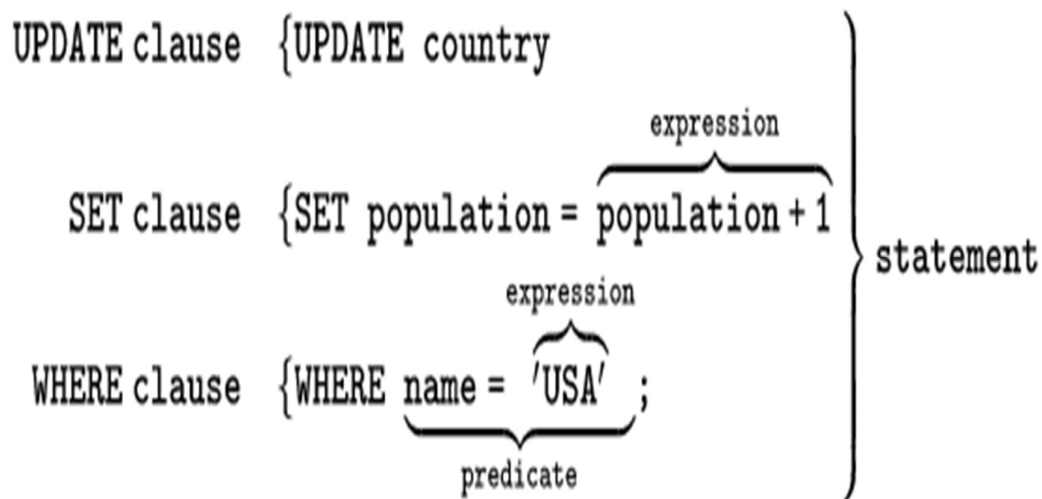 UPDATE clause {UPDATE country
expression
SET clause {SET population = population + 1
statement
expression
WHERE clause {WHERE name = 'USA' ;
predicate